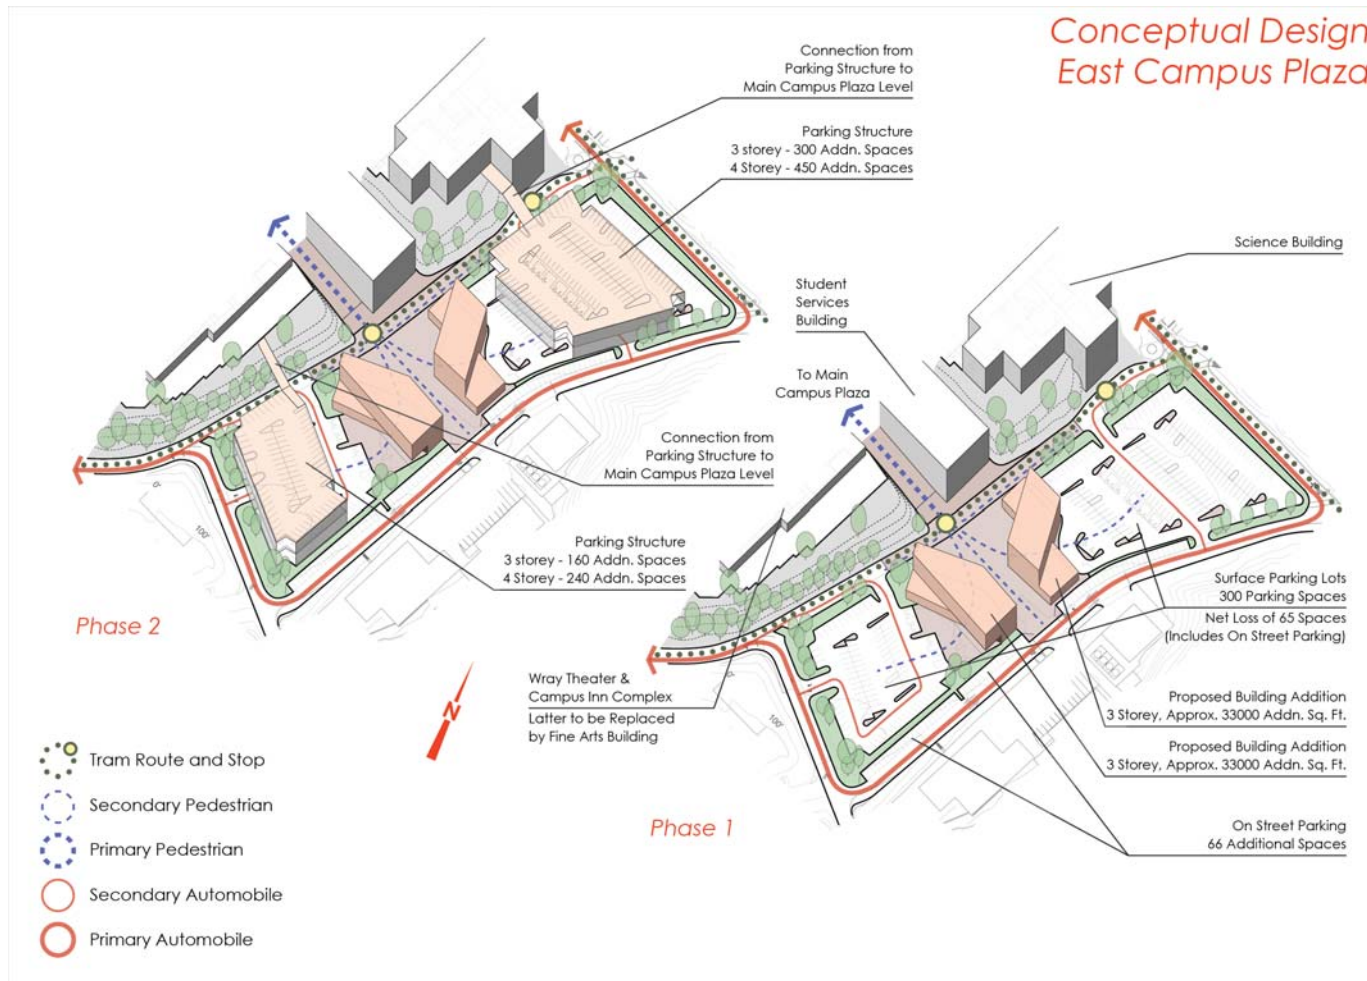 Conceptual Design
East Campus Plaza
Connection from
Parking Structure to
Main Campus Plaza Level
Parking Structure
3 storey - 300 Addn. Spaces
4 Storey - 450 Addn. Spaces
Science Building
Student
Services
Building
To Main
Campus Plaza
Connection from
Parking Structure to
Main Campus Plaza Level
Parking Structure
3 storey - 160 Addn. Spaces
4 Storey - 240 Addn. Spaces
0'
100'
Phase 2
Surface Parking Lots
300 Parking Spaces
Net Loss of 65 Spaces
(Includes On Street Parking)
Wray Theater &
Campus Inn Complex
Latter to be Replaced
by Fine Arts Building
N
0'
100'
Proposed Building Addition
3 Storey, Approx. 33000 Addn. Sq. Ft.
Proposed Building Addition
3 Storey, Approx. 33000 Addn. Sq. Ft.
Phase 1
On Street Parking
66 Additional Spaces
Tram Route and Stop
Secondary Pedestrian
Primary Pedestrian
Secondary Automobile
Primary Automobile